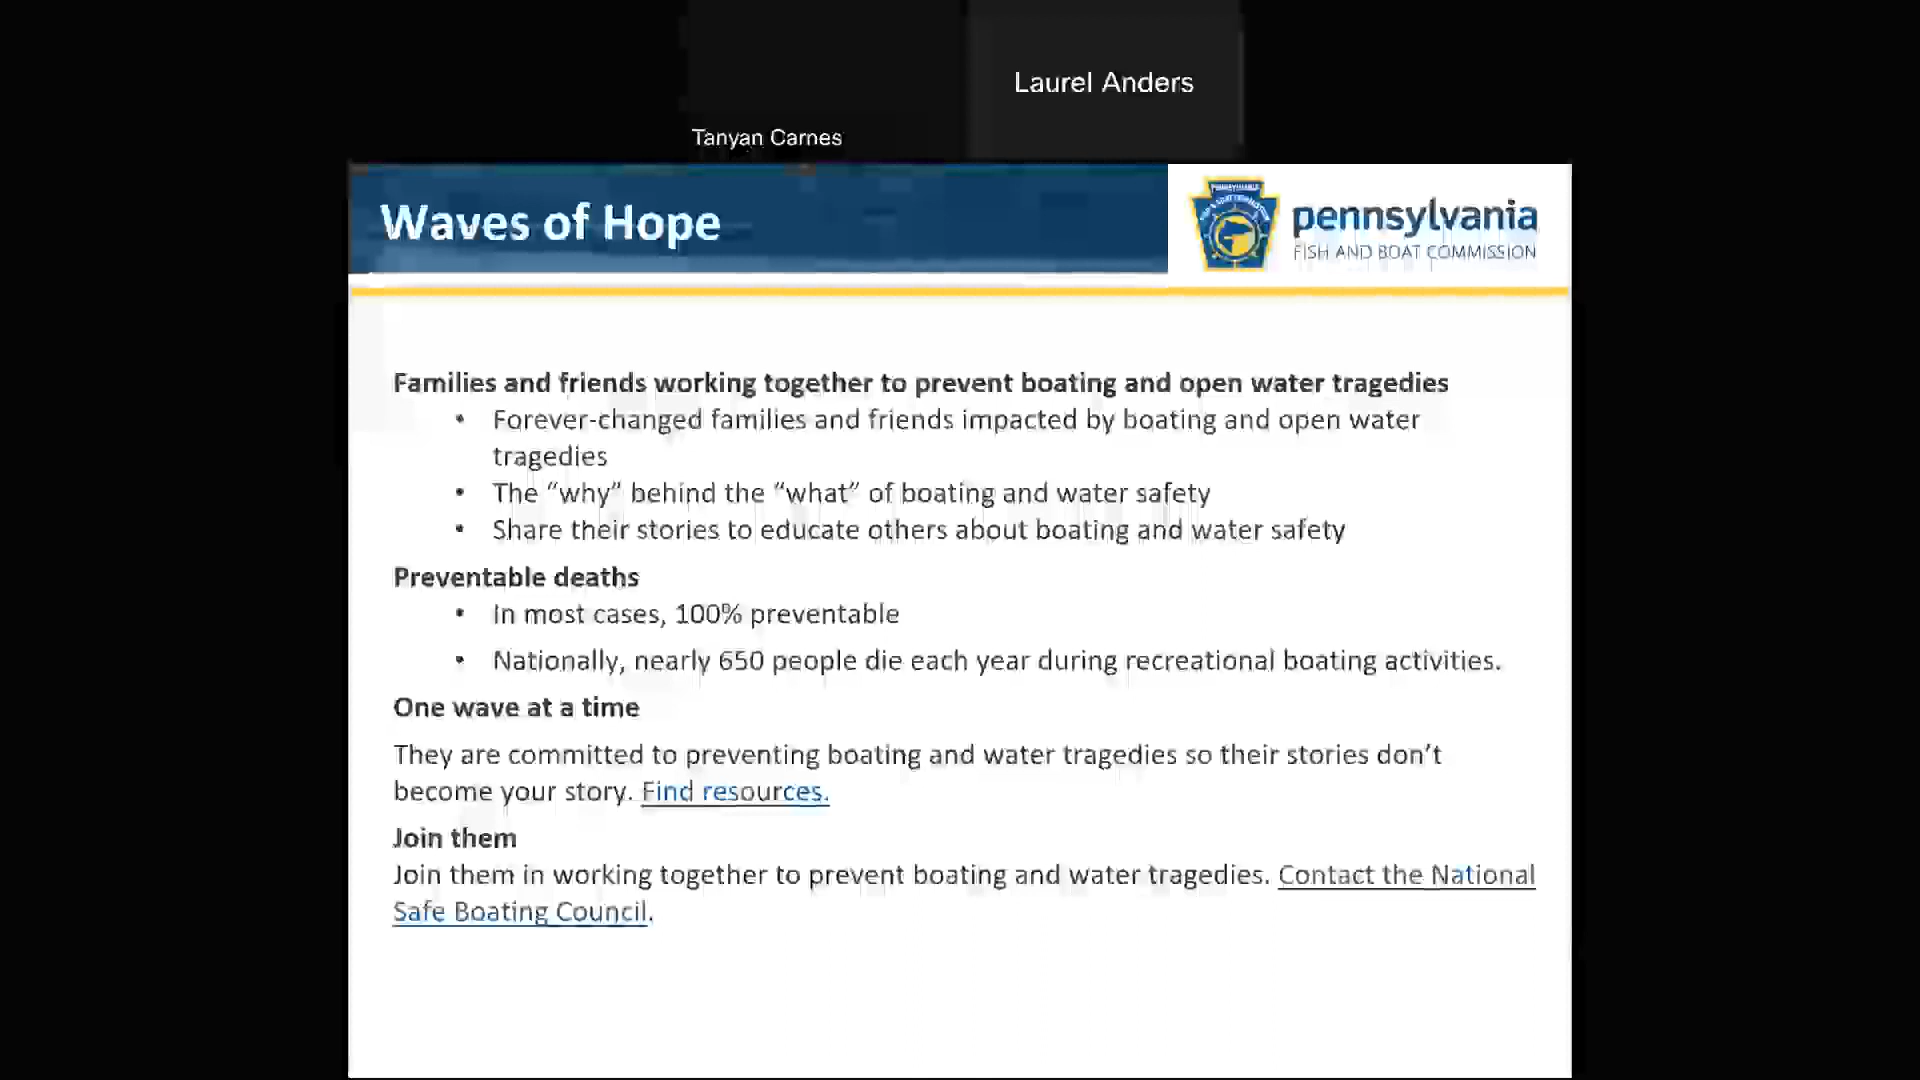 Laurel Anders
Tanyan Carnes
Waves of Hope
PENNSYLVANIA
pennsylvania
FISH AND BOAT COMMISSION
Families and friends working together to prevent boating and open water tragedies
• Forever-changed families and friends impacted by boating and open water
tragedies
• The “why” behind the “what” of boating and water safety
• Share their stories to educate others about boating and water safety
Preventable deaths
• In most cases, 100% preventable
• Nationally, nearly 650 people die each year during recreational boating activities.
One wave at a time
They are committed to preventing boating and water tragedies so their stories don’t
become your story. Find resources.
Join them
Join them in working together to prevent boating and water tragedies. Contact the National
Safe Boating Council.